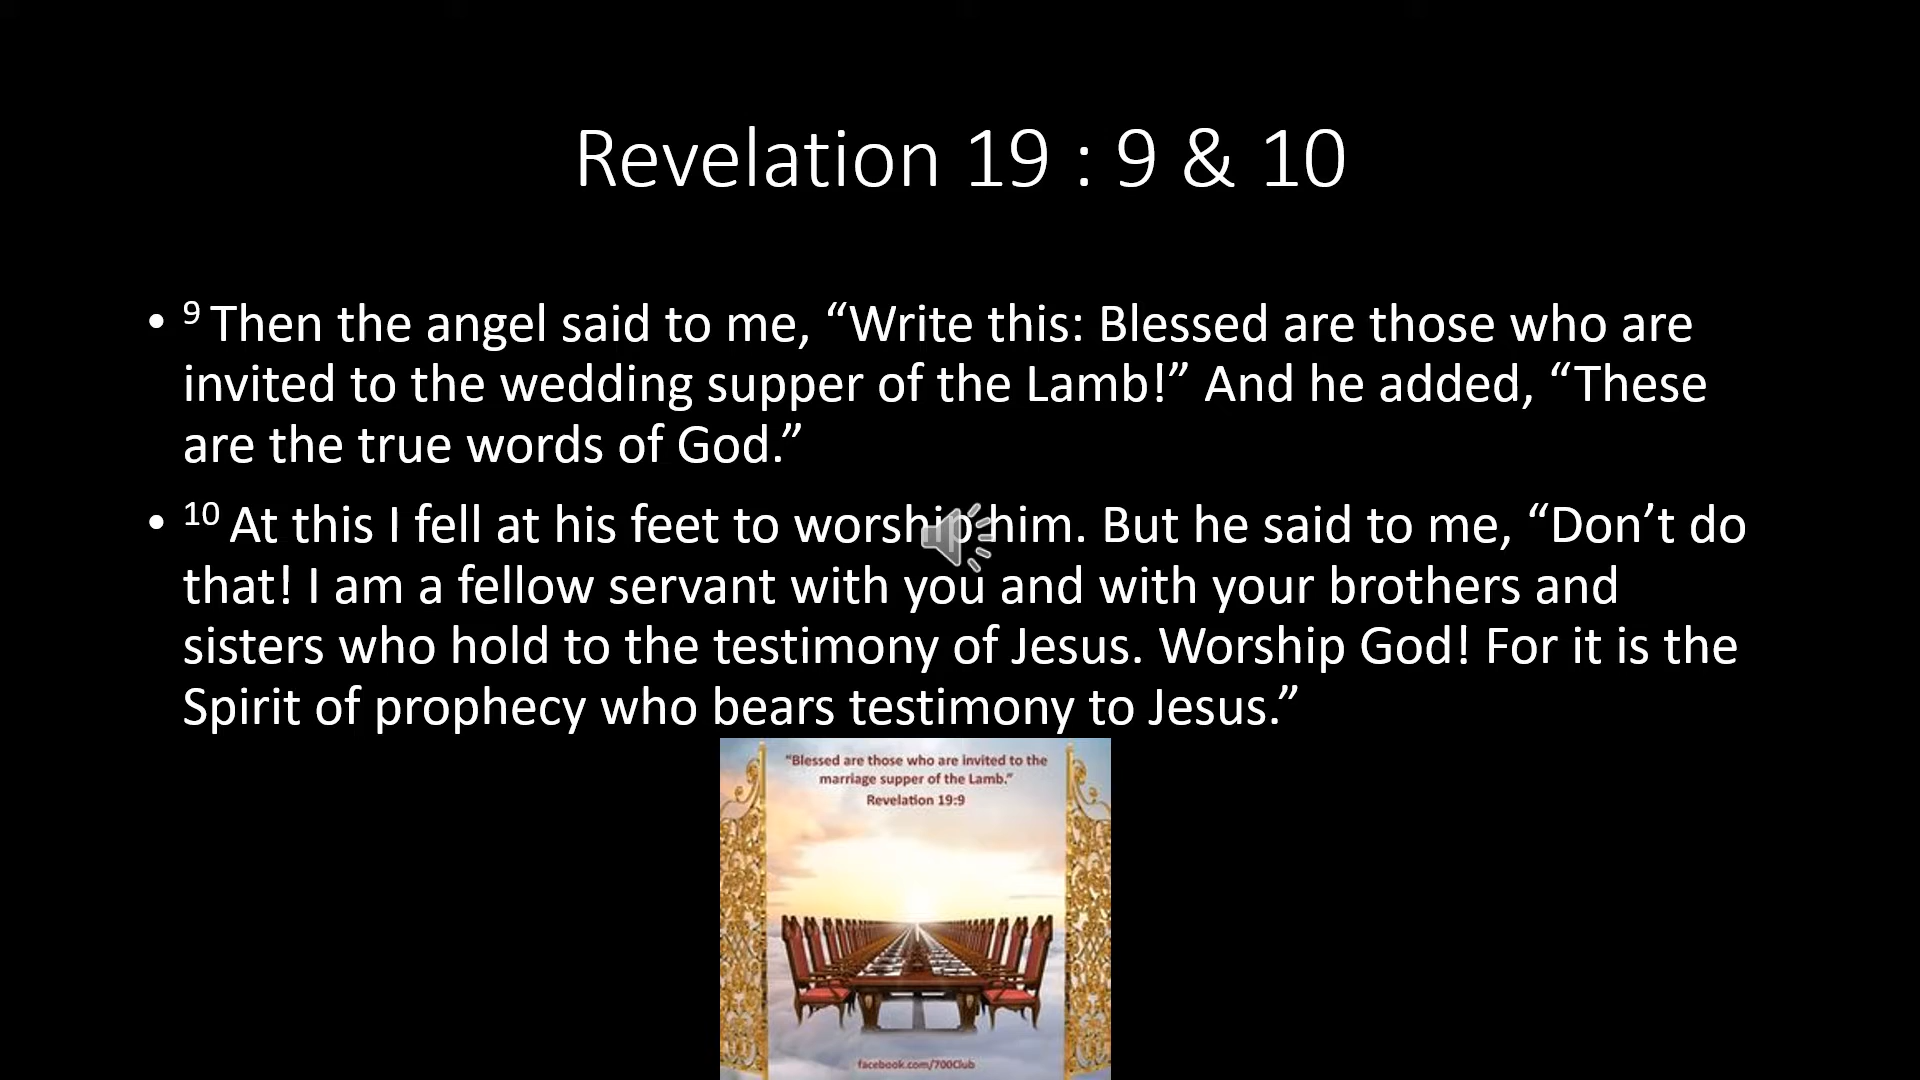 Revelation 19 : 9 & 10
• ⁹ Then the angel said to me, “Write this: Blessed are those who are
invited to the wedding supper of the Lamb!” And he added, “These
are the true words of God.”
• ¹⁰ At this I fell at his feet to worship him. But he said to me, “Don’t do
that! I am a fellow servant with you and with your brothers and
sisters who hold to the testimony of Jesus. Worship God! For it is the
Spirit of prophecy who bears testimony to Jesus.”
“Blessed are those who are invited to the
marriage supper of the Lamb.”
Revelation 19:9
facebook.com/700Club